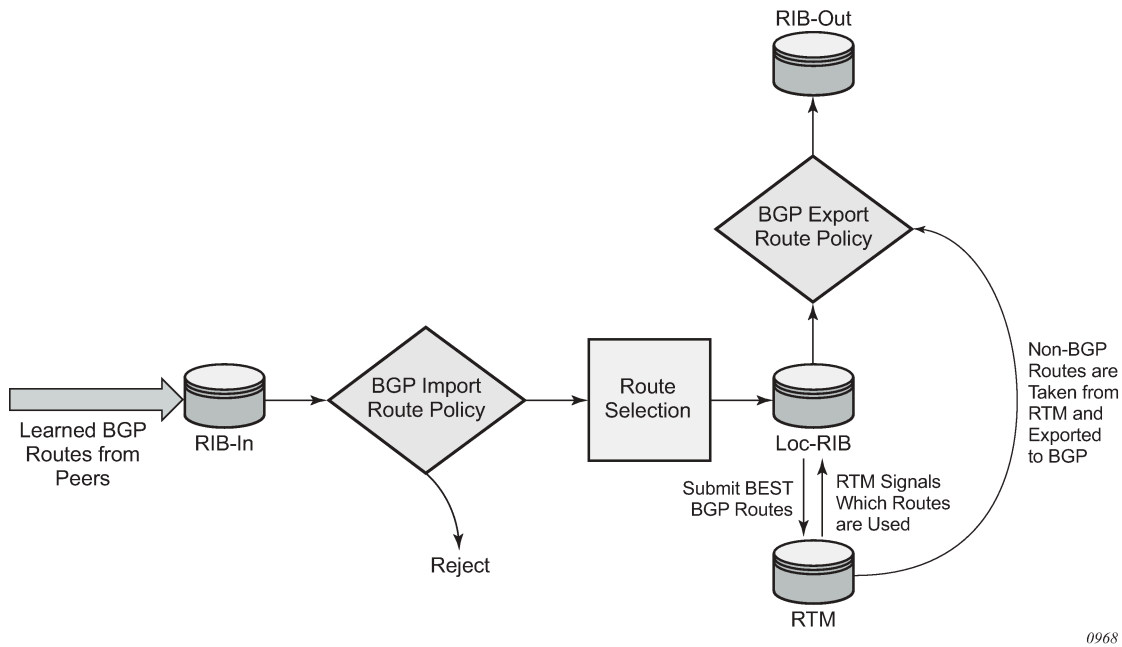 RIB-Out
BGP Export
Route Policy
Non-BGP
Routes are
Taken from
RTM and
Exported
to BGP
BGP Import
Route Policy
Route
Selection
Learned BGP
Routes from
Peers
RIB-In
Loc-RIB
Submit BEST
BGP Routes
RTM Signals
Which Routes
are Used
Reject
RTM
0968